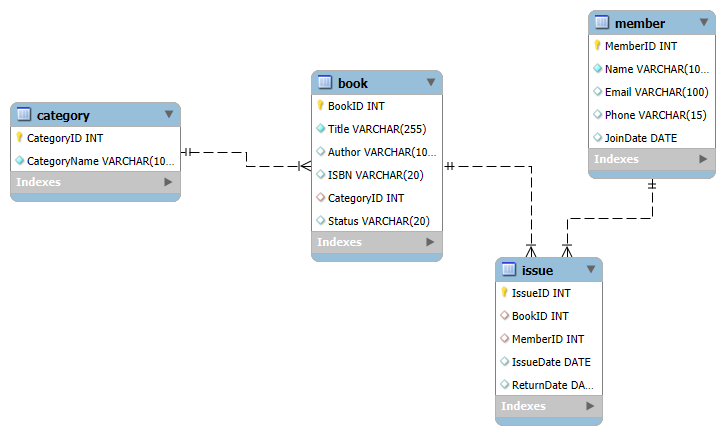 category
CategoryID INT
CategoryName VARCHAR(10...
Indexes
book
BookID INT
Title VARCHAR(255)
Author VARCHAR(10...
ISBN VARCHAR(20)
CategoryID INT
Status VARCHAR(20)
Indexes
member
MemberID INT
Name VARCHAR(10...
Email VARCHAR(100)
Phone VARCHAR(15)
JoinDate DATE
Indexes
issue
IssueID INT
BookID INT
MemberID INT
IssueDate DATE
ReturnDate DA...
Indexes